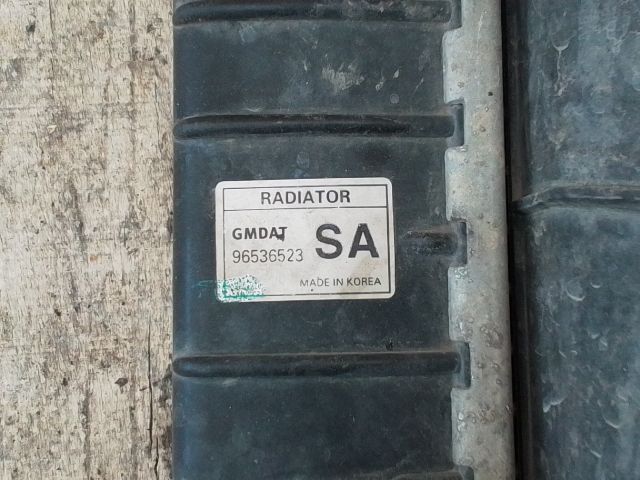 RADIATOR
GMDAT SA
96536523
MADE IN KOREA